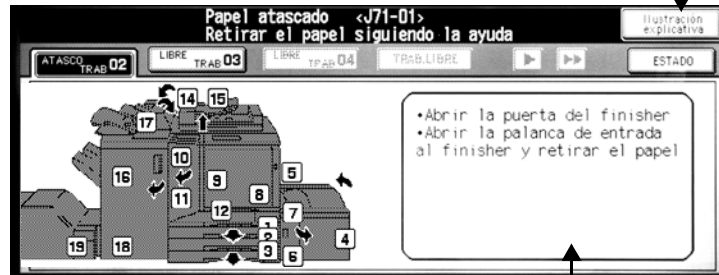 Papel atascado <J71-01>
Retirar el papel siguiendo la ayuda
Ilustración
explicativa
ATASCO TRAB 02
LIBRE TRAB 03
LIBRE TRAB 04
TRAB.LIBRE
ESTADO
•Abrir la puerta del finisher
•Abrir la palanca de entrada
al finisher y retirar el papel
14 15
17
10
16
9
5
11
8
12
7
1
2
4
3
19 18
6